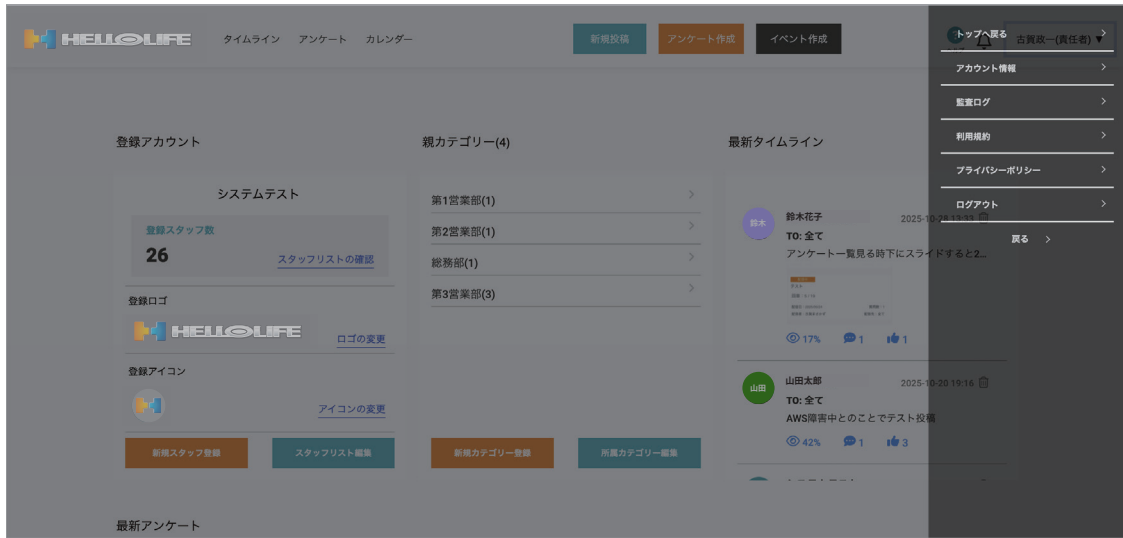 HELLOLIFE
タイムライン アンケート カレンダー
新規投稿 アンケート作成 イベント作成
古賀政一(責任者) ▼
トップへ戻る
アカウント情報
監査ログ
利用規約
プライバシーポリシー
ログアウト
戻る
登録アカウント
システムテスト
登録スタッフ数
26 スタッフリストの確認
登録ロゴ
HELLOLIFE
ロゴの変更
登録アイコン
アイコンの変更
新規スタッフ登録 スタッフリスト編集
親カテゴリー(4)
第1営業部(1)
第2営業部(1)
総務部(1)
第3営業部(3)
新規カテゴリー登録 所属カテゴリー編集
最新タイムライン
鈴木 鈴木花子 2025-10-28 13:33
TO: 全て
アンケート一覧見る時下にスライドすると2...
17% 1 1
山田 山田太郎 2025-10-20 19:16
TO: 全て
AWS障害中とのことでテスト投稿
42% 1 3
最新アンケート